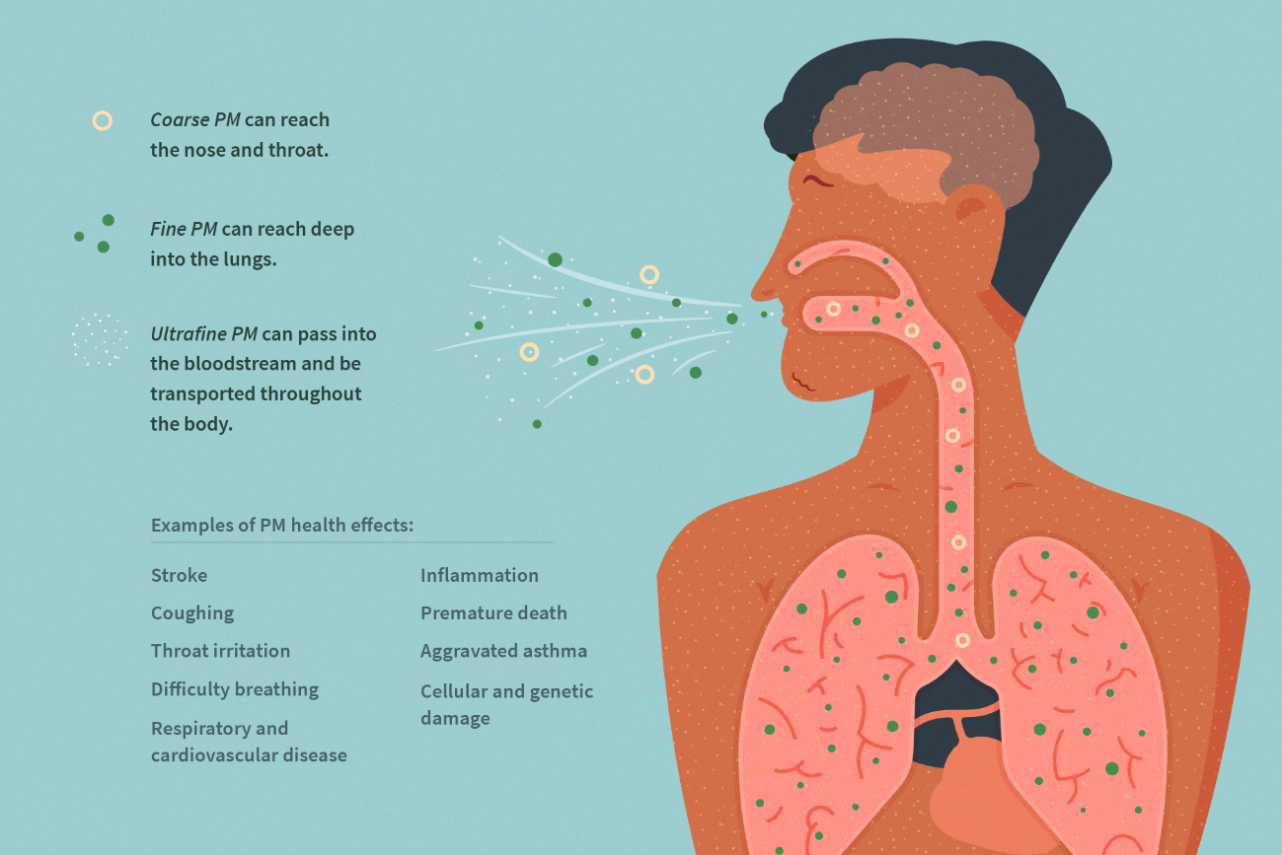 Coarse PM can reach
the nose and throat.
Fine PM can reach deep
into the lungs.
Ultrafine PM can pass into
the bloodstream and be
transported throughout
the body.
Examples of PM health effects:
Stroke
Coughing
Throat irritation
Difficulty breathing
Respiratory and
cardiovascular disease
Inflammation
Premature death
Aggravated asthma
Cellular and genetic
damage